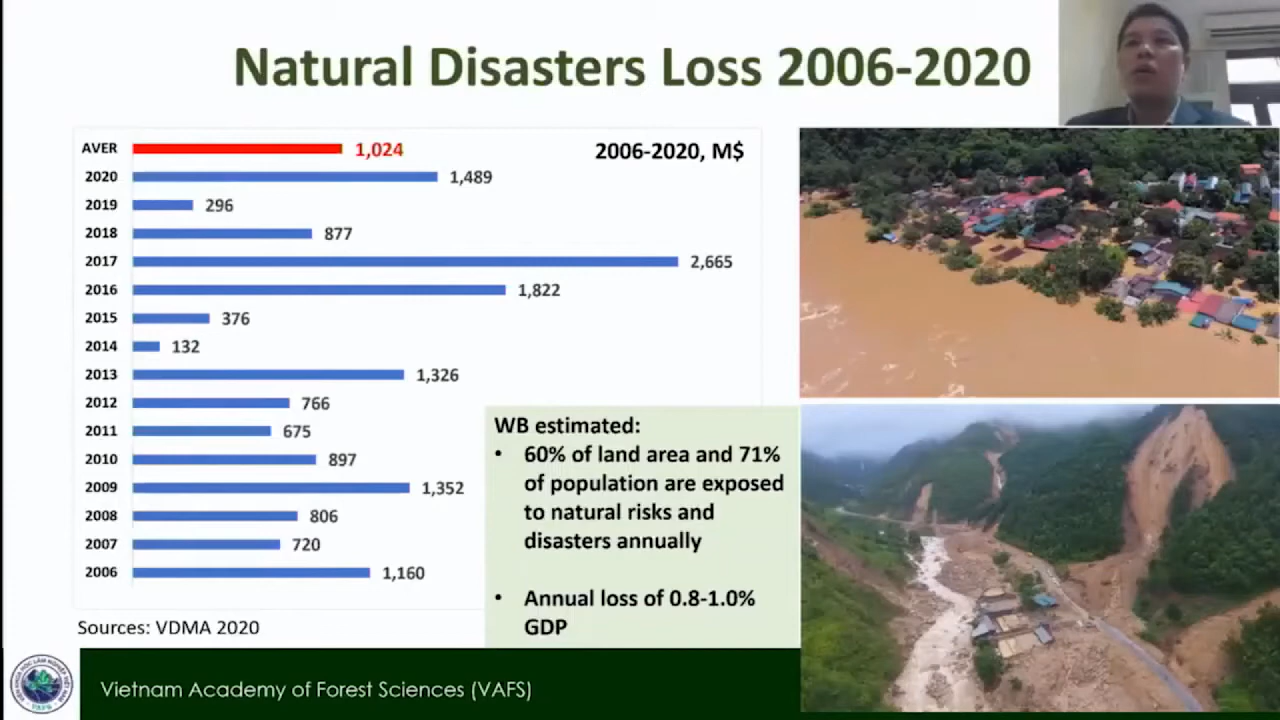 Natural Disasters Loss 2006-2020
2006-2020, M$
AVER 1,024
2020 1,489
2019 296
2018 877
2017 2,665
2016 1,822
2015 376
2014 132
2013 1,326
2012 766
2011 675
2010 897
2009 1,352
2008 806
2007 720
2006 1,160
WB estimated:
• 60% of land area and 71%
of population are exposed
to natural risks and
disasters annually
• Annual loss of 0.8-1.0%
GDP
Sources: VDMA 2020
VAFS
Vietnam Academy of Forest Sciences (VAFS)